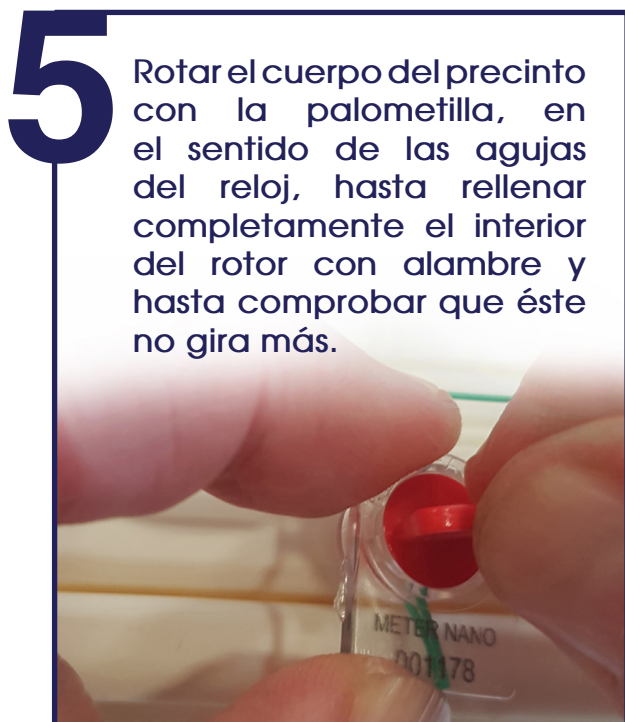 5
Rotar el cuerpo del precinto
con la palometilla, en
el sentido de las agujas
del reloj, hasta rellenar
completamente el interior
del rotor con alambre y
hasta comprobar que éste
no gira más.
METER NANO
001178